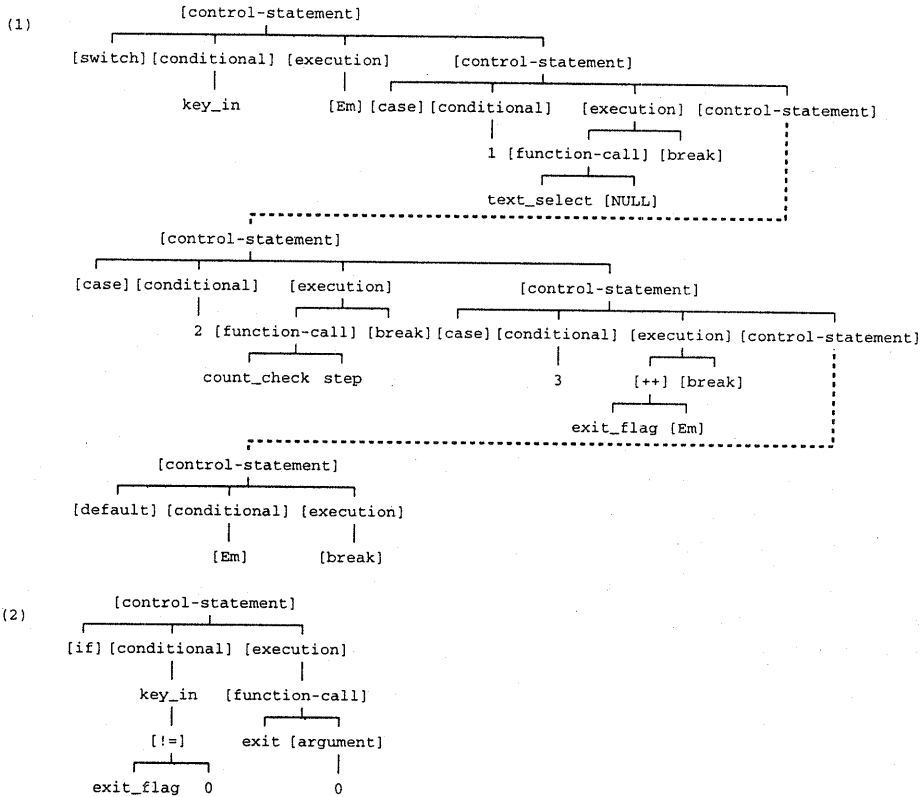 (1)
[control-statement]
[switch] [conditional] [execution] [control-statement]
key_in [Em] [case] [conditional] [execution] [control-statement]
1 [function-call] [break]
text_select [NULL]
[control-statement]
[case] [conditional] [execution] [control-statement]
2 [function-call] [break] [case] [conditional] [execution] [control-statement]
count_check step 3 [++] [break]
exit_flag [Em]
[control-statement]
[default] [conditional] [execution]
[Em] [break]
(2)
[control-statement]
[if] [conditional] [execution]
key_in [function-call]
[!=] exit [argument]
exit_flag 0 0